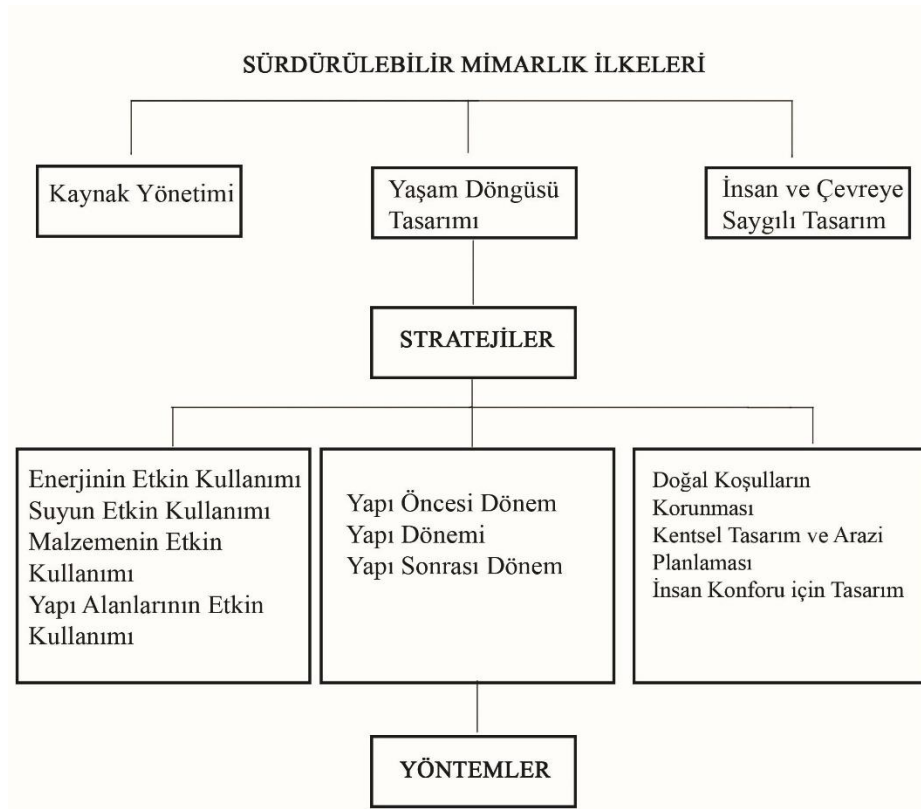 SÜRDÜRÜLEBİLİR MİMARLIK İLKELERİ
Kaynak Yönetimi
Yaşam Döngüsü
Tasarımı
İnsan ve Çevreye
Saygılı Tasarım
STRATEJİLER
Enerjinin Etkin Kullanımı
Suyun Etkin Kullanımı
Malzemenin Etkin
Kullanımı
Yapı Alanlarının Etkin
Kullanımı
Yapı Öncesi Dönem
Yapı Dönemi
Yapı Sonrası Dönem
Doğal Koşulların
Korunması
Kentsel Tasarım ve Arazi
Planlaması
İnsan Konforu için Tasarım
YÖNTEMLER